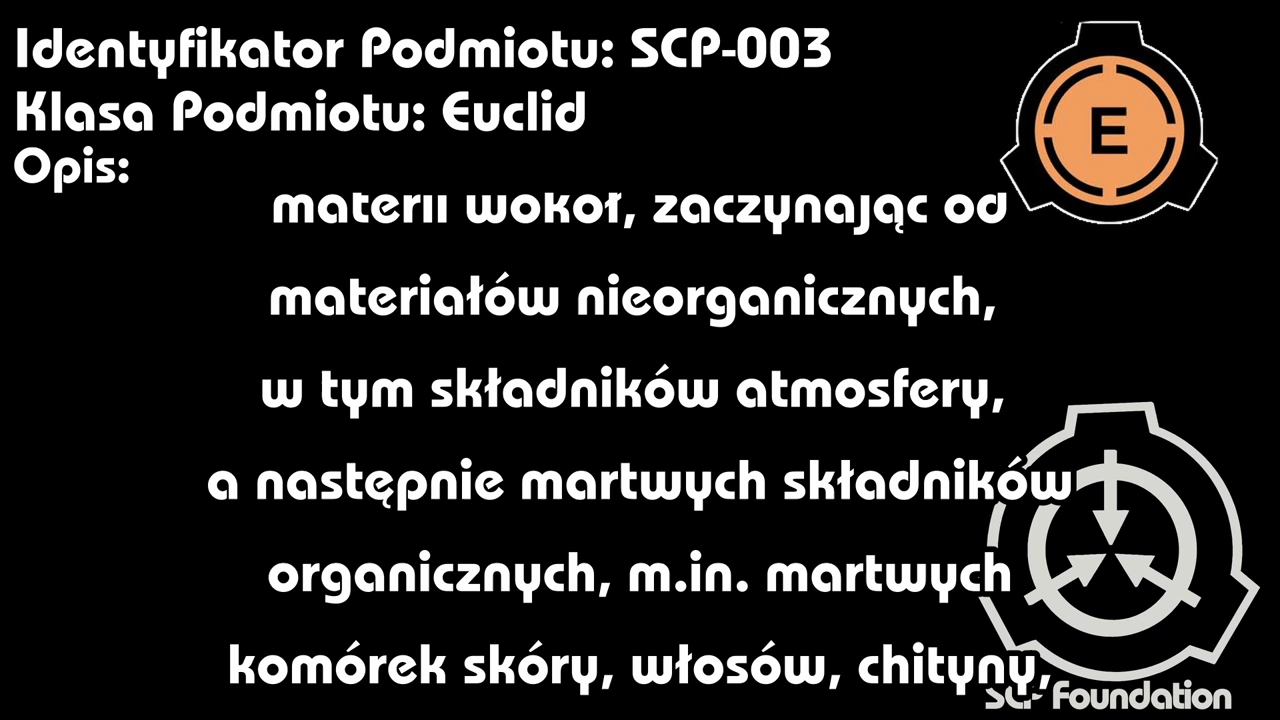 Identyfikator Podmiotu: SCP-003
Klasa Podmiotu: Euclid
Opis:
E
materii wokół, zaczynając od
materiałów nieorganicznych,
w tym składników atmosfery,
a następnie martwych składników
organicznych, m.in. martwych
komórek skóry, włosów, chityny,
SCP Foundation